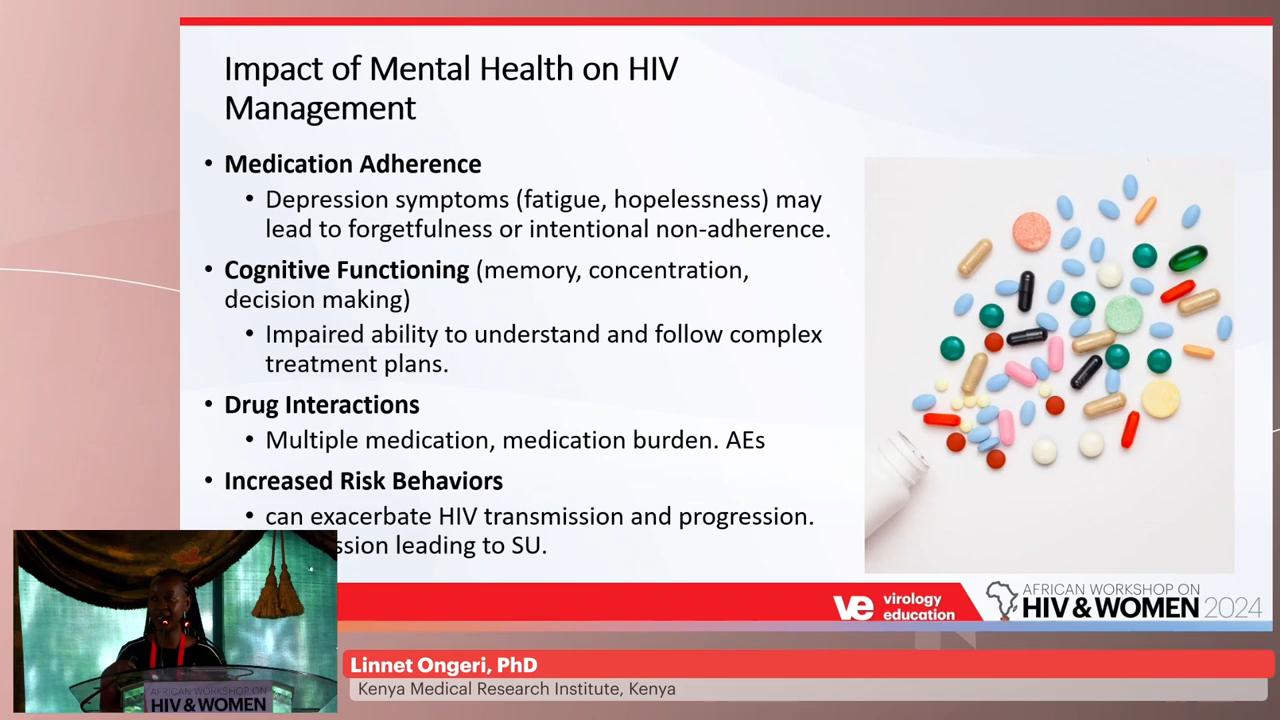 Impact of Mental Health on HIV
Management
• Medication Adherence
• Depression symptoms (fatigue, hopelessness) may
lead to forgetfulness or intentional non-adherence.
• Cognitive Functioning (memory, concentration,
decision making)
• Impaired ability to understand and follow complex
treatment plans.
• Drug Interactions
• Multiple medication, medication burden. AEs
• Increased Risk Behaviors
• can exacerbate HIV transmission and progression.
ssion leading to SU.
ve virology
education
AFRICAN WORKSHOP ON
HIV & WOMEN 2024
Linnet Ongeri, PhD
Kenya Medical Research Institute, Kenya
AFRICAN WORKSHOP ON
HIV & WOMEN